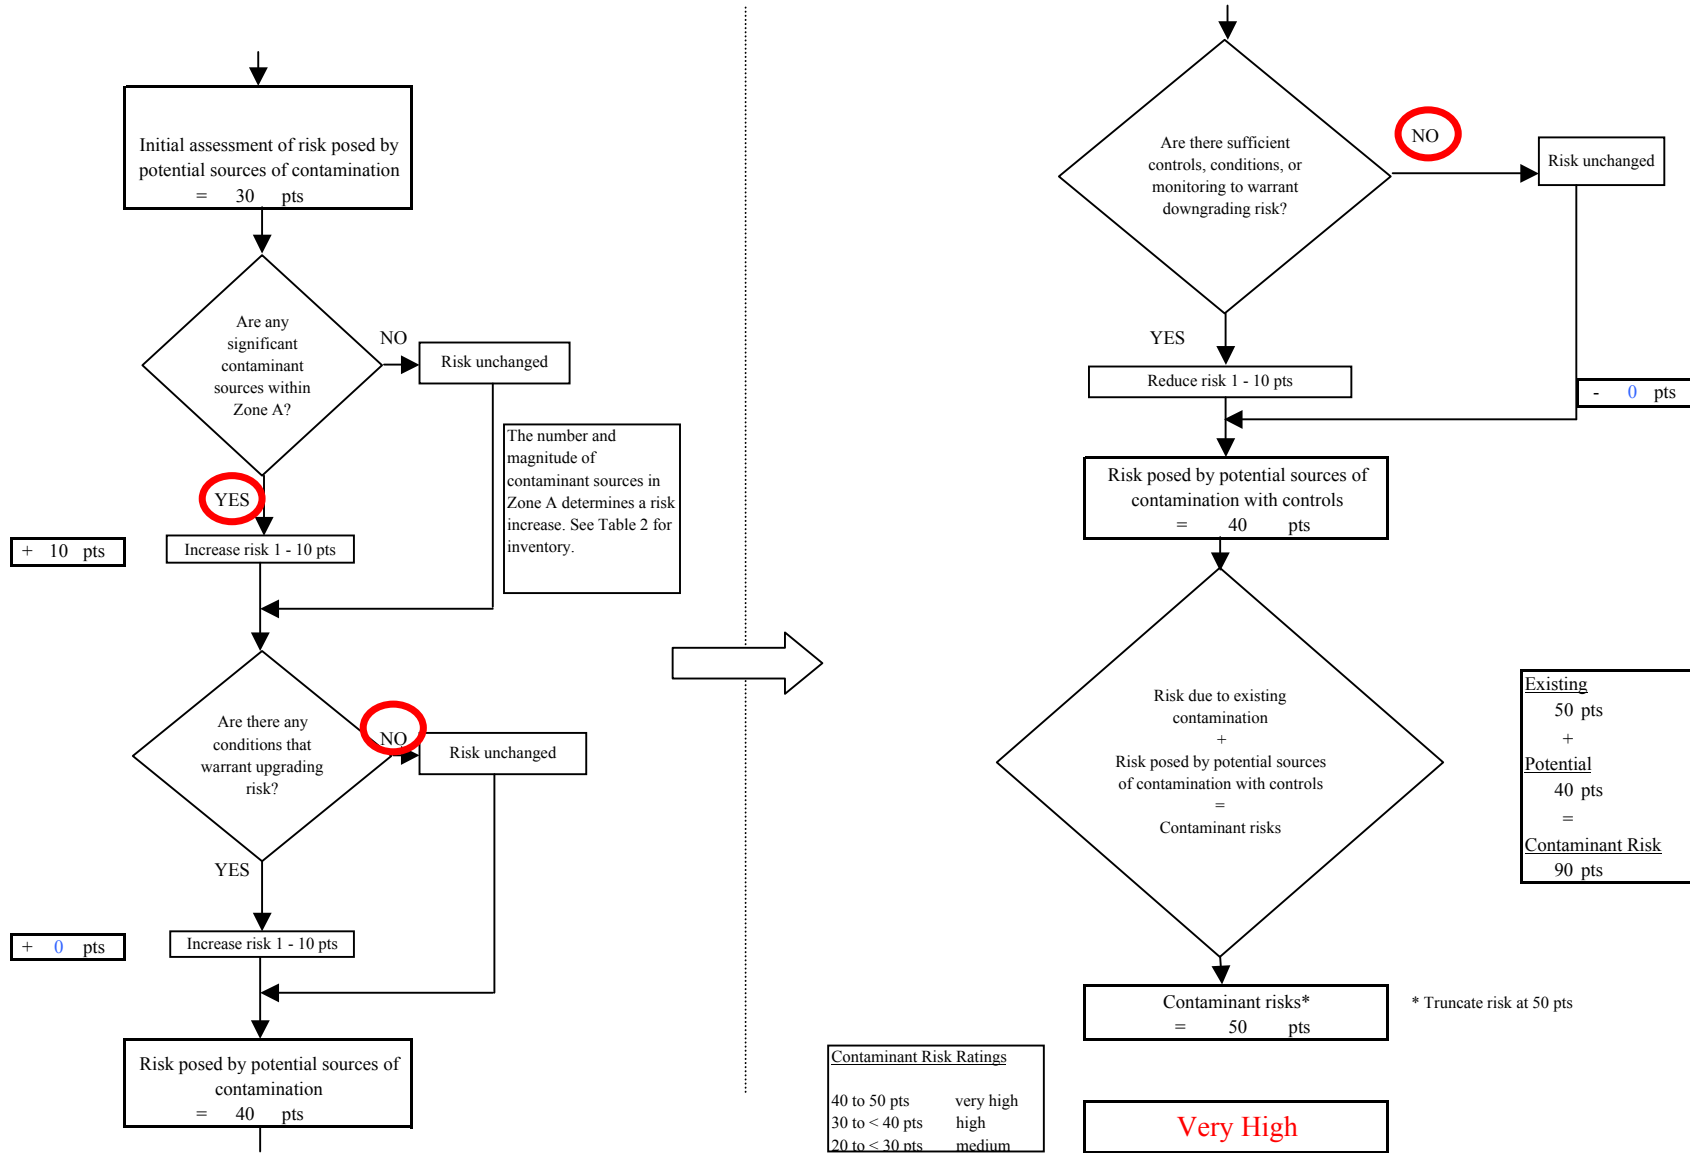 Initial assessment of risk posed by
potential sources of contamination
= 30 pts
Are any
significant
contaminant
sources within
Zone A?
NO
Risk unchanged
The number and
magnitude of
contaminant sources in
Zone A determines a risk
increase. See Table 2 for
inventory.
YES
+ 10 pts
Increase risk 1 - 10 pts
Are there any
conditions that
warrant upgrading
risk?
NO
Risk unchanged
YES
+ 0 pts
Increase risk 1 - 10 pts
Risk posed by potential sources of
contamination
= 40 pts
Are there sufficient
controls, conditions, or
monitoring to warrant
downgrading risk?
NO
Risk unchanged
YES
Reduce risk 1 - 10 pts
- 0 pts
Risk posed by potential sources of
contamination with controls
= 40 pts
Risk due to existing
contamination
+
Risk posed by potential sources
of contamination with controls
=
Contaminant risks
Existing
50 pts
+
Potential
40 pts
=
Contaminant Risk
90 pts
Contaminant risks*
= 50 pts
* Truncate risk at 50 pts
Contaminant Risk Ratings
40 to 50 pts very high
30 to < 40 pts high
20 to < 30 pts medium
Very High